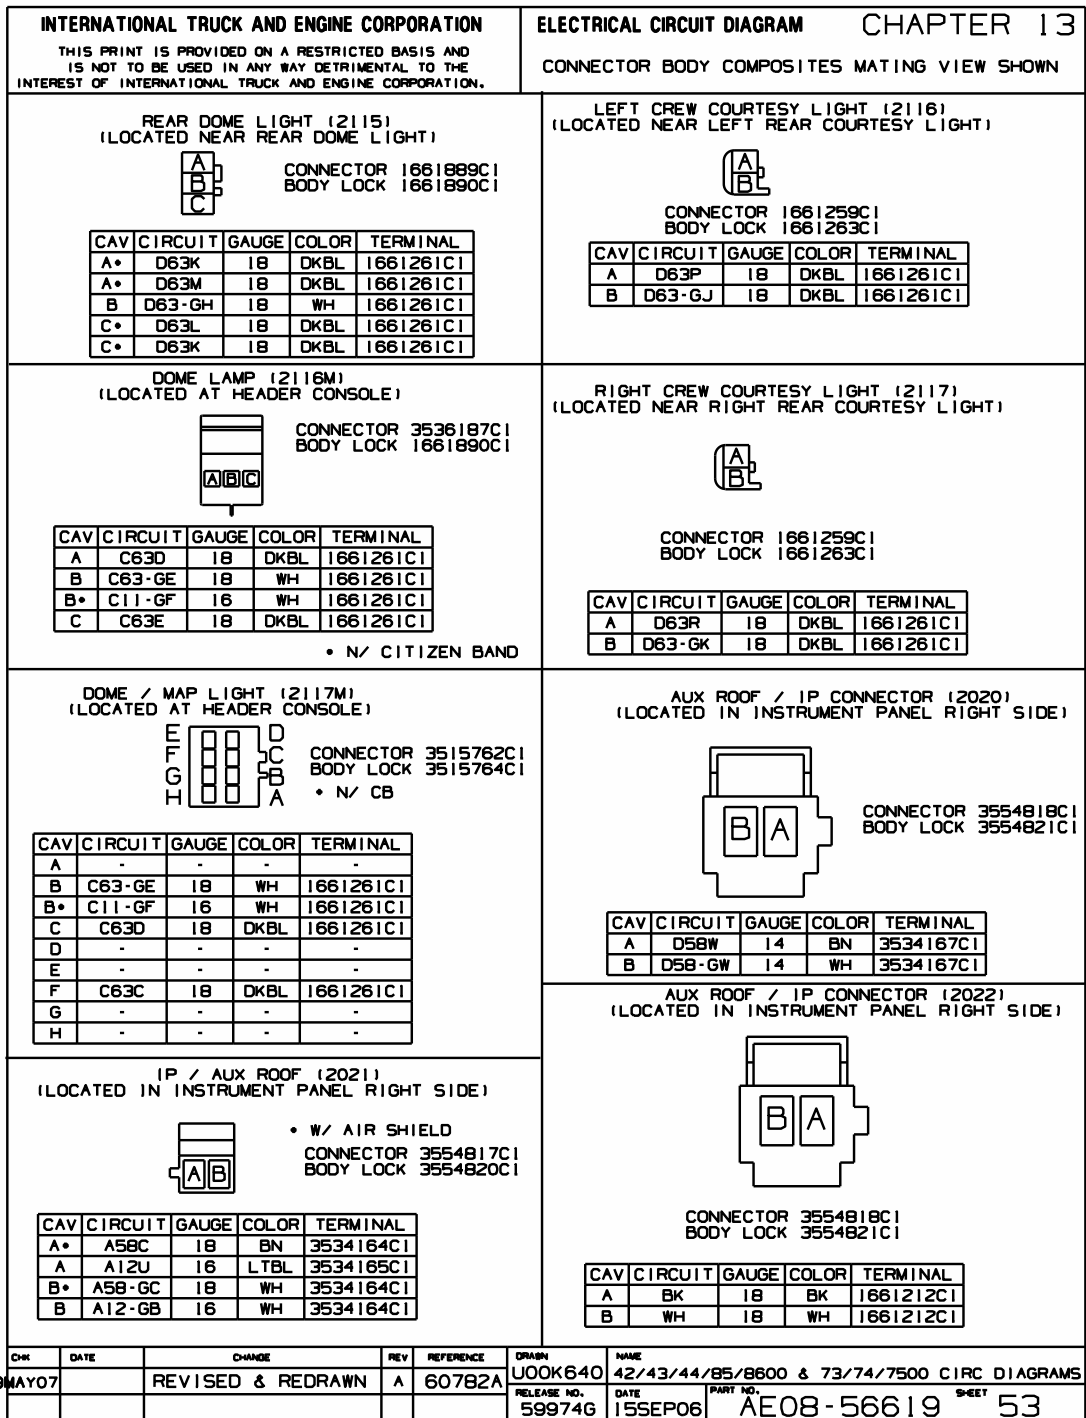 INTERNATIONAL TRUCK AND ENGINE CORPORATION
THIS PRINT IS PROVIDED ON A RESTRICTED BASIS AND
IS NOT TO BE USED IN ANY WAY DETRIMENTAL TO THE
INTEREST OF INTERNATIONAL TRUCK AND ENGINE CORPORATION.
ELECTRICAL CIRCUIT DIAGRAM CHAPTER 13
CONNECTOR BODY COMPOSITES MATING VIEW SHOWN
REAR DOME LIGHT (2115)
(LOCATED NEAR REAR DOME LIGHT)
A
B
C
CONNECTOR 1661889C1
BODY LOCK 1661890C1
CAV CIRCUIT GAUGE COLOR TERMINAL
A• D63K 18 DKBL 1661261C1
A• D63M 18 DKBL 1661261C1
B D63-GH 18 WH 1661261C1
C• D63L 18 DKBL 1661261C1
C• D63K 18 DKBL 1661261C1
LEFT CREW COURTESY LIGHT (2116)
(LOCATED NEAR LEFT REAR COURTESY LIGHT)
A
B
CONNECTOR 1661259C1
BODY LOCK 1661263C1
CAV CIRCUIT GAUGE COLOR TERMINAL
A D63P 18 DKBL 1661261C1
B D63-GJ 18 DKBL 1661261C1
DOME LAMP (2116M)
(LOCATED AT HEADER CONSOLE)
CONNECTOR 3536187C1
BODY LOCK 1661890C1
A B C
CAV CIRCUIT GAUGE COLOR TERMINAL
A C63D 18 DKBL 1661261C1
B C63-GE 18 WH 1661261C1
B• C11-GF 16 WH 1661261C1
C C63E 18 DKBL 1661261C1
• N/ CITIZEN BAND
RIGHT CREW COURTESY LIGHT (2117)
(LOCATED NEAR RIGHT REAR COURTESY LIGHT)
A
B
CONNECTOR 1661259C1
BODY LOCK 1661263C1
CAV CIRCUIT GAUGE COLOR TERMINAL
A D63R 18 DKBL 1661261C1
B D63-GK 18 DKBL 1661261C1
DOME / MAP LIGHT (2117M)
(LOCATED AT HEADER CONSOLE)
E D
F C
G B
H A
CONNECTOR 3515762C1
BODY LOCK 3515764C1
• N/ CB
CAV CIRCUIT GAUGE COLOR TERMINAL
A - - - -
B C63-GE 18 WH 1661261C1
B• C11-GF 16 WH 1661261C1
C C63D 18 DKBL 1661261C1
D - - - -
E - - - -
F C63C 18 DKBL 1661261C1
G - - - -
H - - - -
AUX ROOF / IP CONNECTOR (2020)
(LOCATED IN INSTRUMENT PANEL RIGHT SIDE)
B A
CONNECTOR 3554818C1
BODY LOCK 3554821C1
CAV CIRCUIT GAUGE COLOR TERMINAL
A D58W 14 BN 3534167C1
B D58-GW 14 WH 3534167C1
IP / AUX ROOF (2021)
(LOCATED IN INSTRUMENT PANEL RIGHT SIDE)
• W/ AIR SHIELD
CONNECTOR 3554817C1
BODY LOCK 3554820C1
A B
CAV CIRCUIT GAUGE COLOR TERMINAL
A• A58C 18 BN 3534164C1
A A12U 16 LTBL 3534165C1
B• A58-GC 18 WH 3534164C1
B A12-GB 16 WH 3534164C1
AUX ROOF / IP CONNECTOR (2022)
(LOCATED IN INSTRUMENT PANEL RIGHT SIDE)
B A
CONNECTOR 3554818C1
BODY LOCK 3554821C1
CAV CIRCUIT GAUGE COLOR TERMINAL
A BK 18 BK 1661212C1
B WH 18 WH 1661212C1
CHK DATE CHANGE REV REFERENCE
MAY07 REVISED & REDRAWN A 60782A
DRAWN
U00K640
NAME
42/43/44/85/8600 & 73/74/7500 CIRC DIAGRAMS
RELEASE NO.
59974G
DATE
15SEP06
PART NO.
AE08-56619
SHEET
53